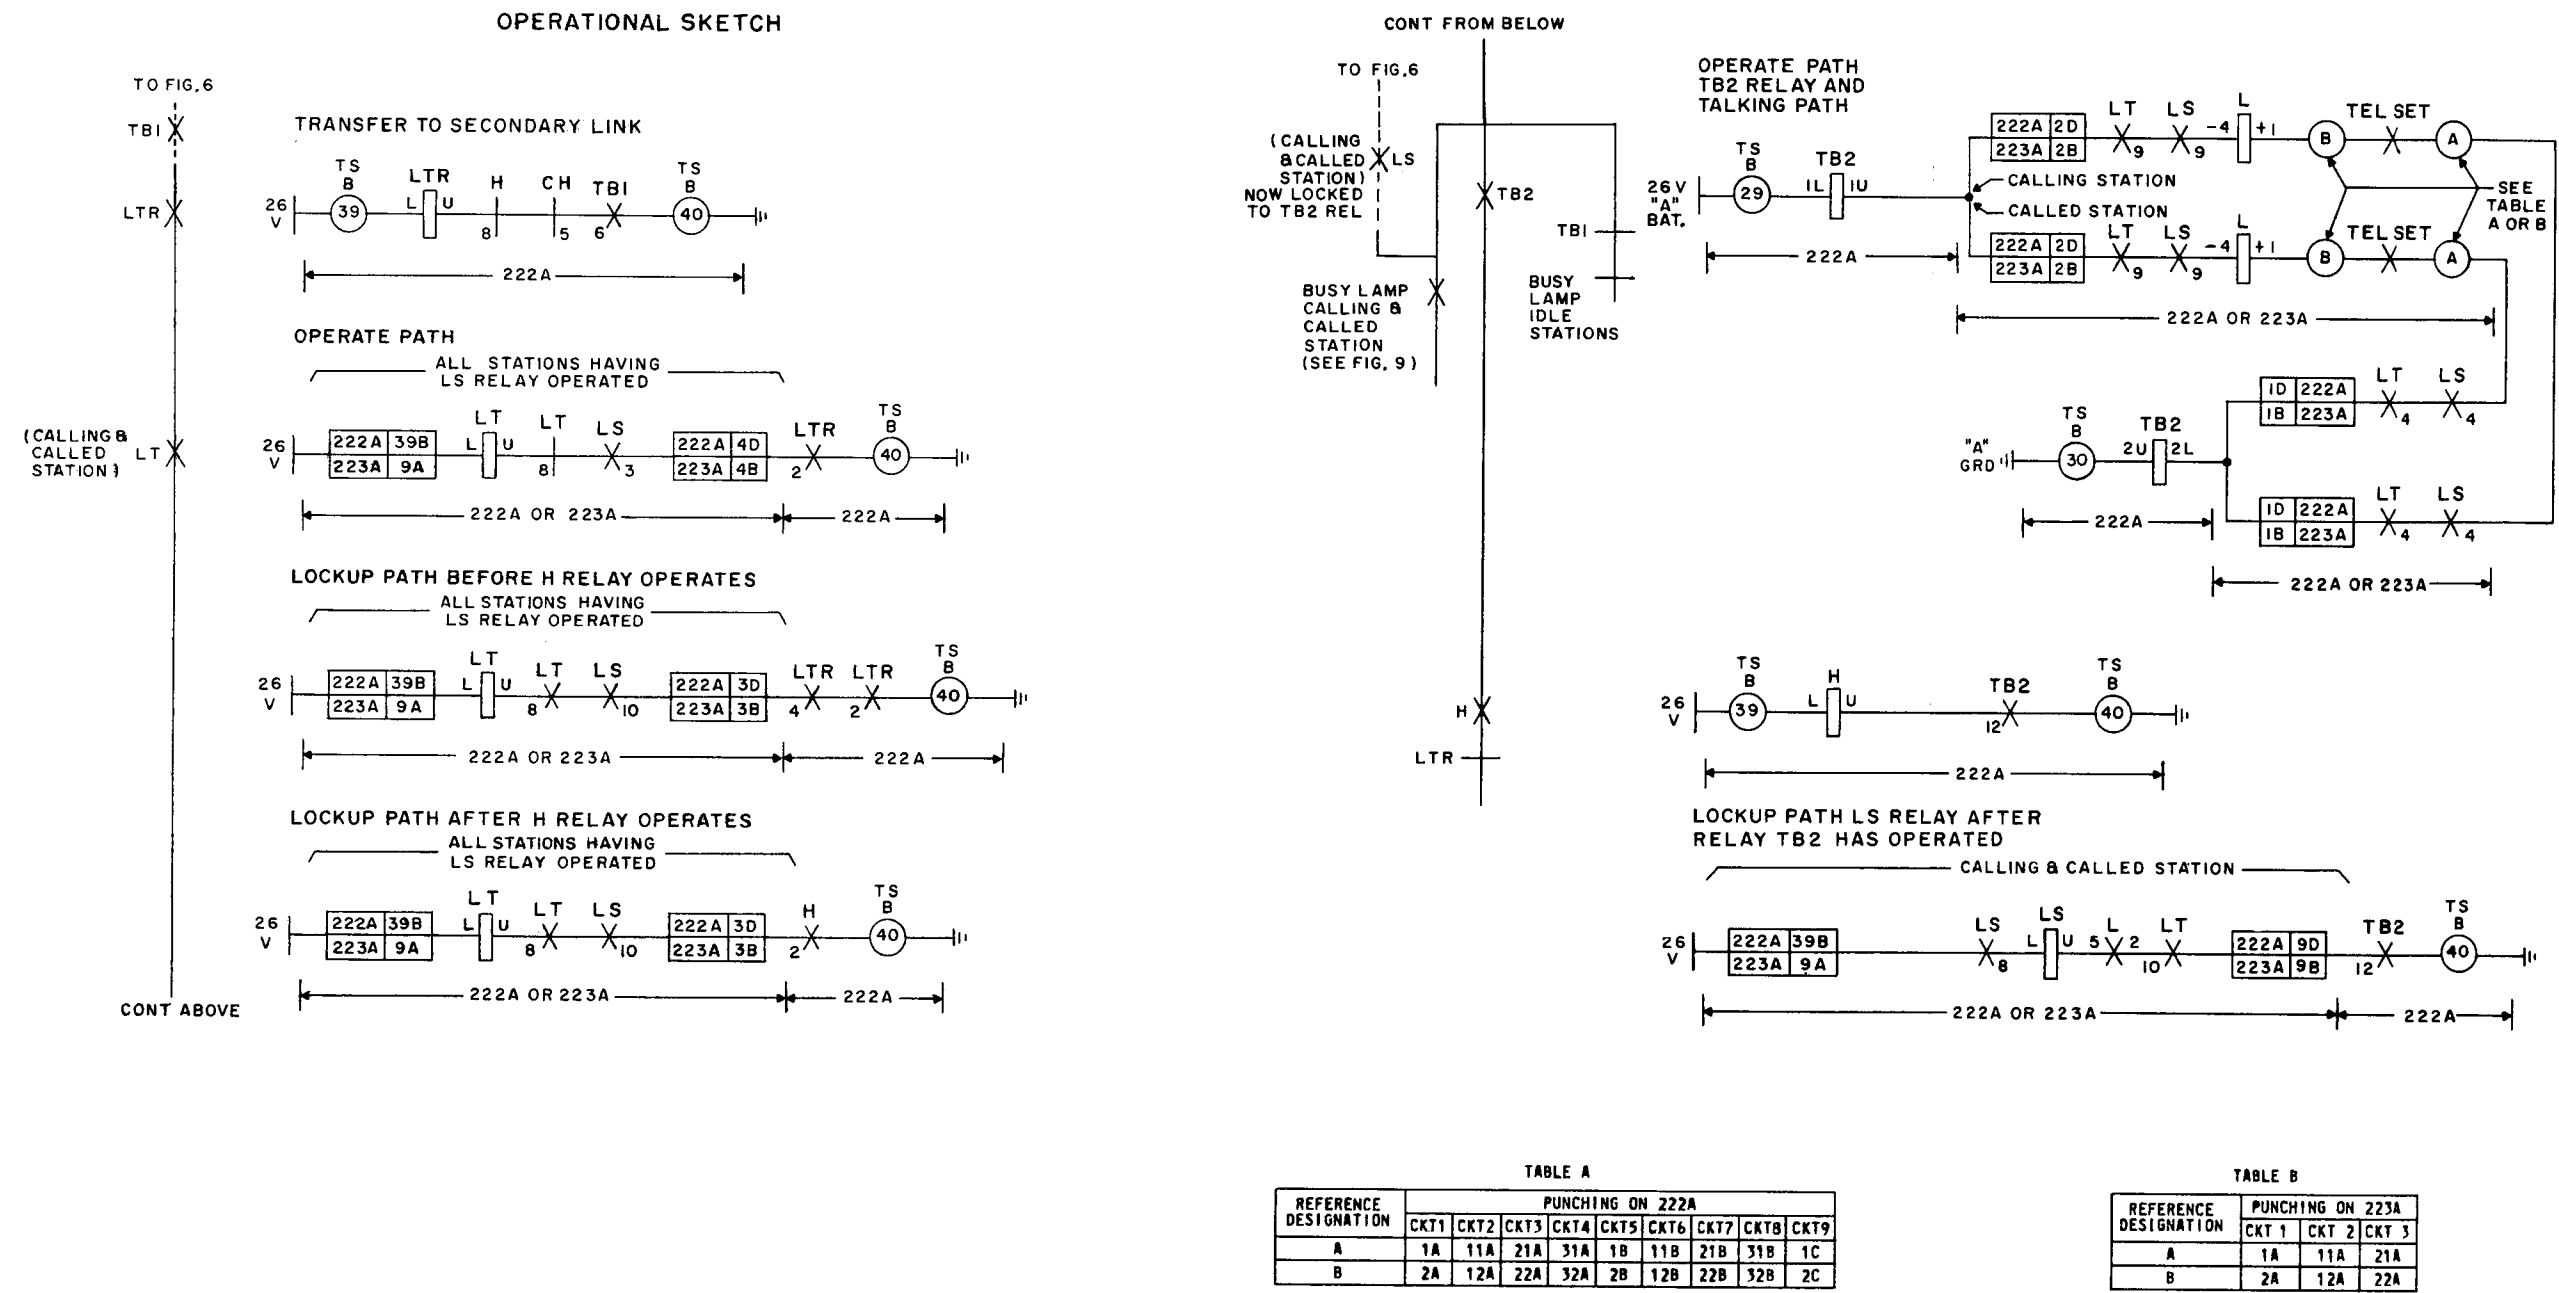 OPERATIONAL SKETCH
TO FIG.6
TB1
LTR
(CALLING &
CALLED
STATION)
LT
CONT ABOVE
TRANSFER TO SECONDARY LINK
26
V
TS
B
39
LTR
L U
H
8
CH
5
TB1
6
TS
B
40
222A
OPERATE PATH
ALL STATIONS HAVING
LS RELAY OPERATED
26
V
222A 39B
223A 9A
LT
L U
LT
8
LS
3
222A 4D
223A 4B
LTR
2
TS
B
40
222A OR 223A
222A
LOCKUP PATH BEFORE H RELAY OPERATES
ALL STATIONS HAVING
LS RELAY OPERATED
26
V
222A 39B
223A 9A
LT
L U
LT
8
LS
10
222A 3D
223A 3B
LTR
4
LTR
2
TS
B
40
222A OR 223A
222A
LOCKUP PATH AFTER H RELAY OPERATES
ALL STATIONS HAVING
LS RELAY OPERATED
26
V
222A 39B
223A 9A
LT
L U
LT
8
LS
10
222A 3D
223A 3B
H
2
TS
B
40
222A OR 223A
222A
CONT FROM BELOW
TO FIG.6
(CALLING
& CALLED
STATION)
NOW LOCKED
TO TB2 REL
LS
TB2
TB1
BUSY LAMP
CALLING &
CALLED
STATION
(SEE FIG. 9)
BUSY
LAMP
IDLE
STATIONS
H
LTR
OPERATE PATH
TB2 RELAY AND
TALKING PATH
26V
"A"
BAT.
TS
B
29
TB2
1L 1U
222A
CALLING STATION
CALLED STATION
222A 2D
223A 2B
LT
9
LS
9
L
-4 +1
B
TEL SET
A
SEE
TABLE
A OR B
222A 2D
223A 2B
LT
9
LS
9
L
-4 +1
B
TEL SET
A
222A OR 223A
1D 222A
1B 223A
LT
4
LS
4
"A"
GRD
TS
B
30
TB2
2U 2L
222A
1D 222A
1B 223A
LT
4
LS
4
222A OR 223A
26
V
TS
B
39
H
L U
TB2
12
TS
B
40
222A
LOCKUP PATH LS RELAY AFTER
RELAY TB2 HAS OPERATED
CALLING & CALLED STATION
26
V
222A 39B
223A 9A
LS
8
LS
L U
L
5 2
LT
10
222A 9D
223A 9B
TB2
12
TS
B
40
222A OR 223A
222A
TABLE A
REFERENCE
DESIGNATION
PUNCHING ON 222A
CKT1 CKT2 CKT3 CKT4 CKT5 CKT6 CKT7 CKT8 CKT9
A 1A 11A 21A 31A 1B 11B 21B 31B 1C
B 2A 12A 22A 32A 2B 12B 22B 32B 2C
TABLE B
REFERENCE
DESIGNATION
PUNCHING ON 223A
CKT 1 CKT 2 CKT 3
A 1A 11A 21A
B 2A 12A 22A